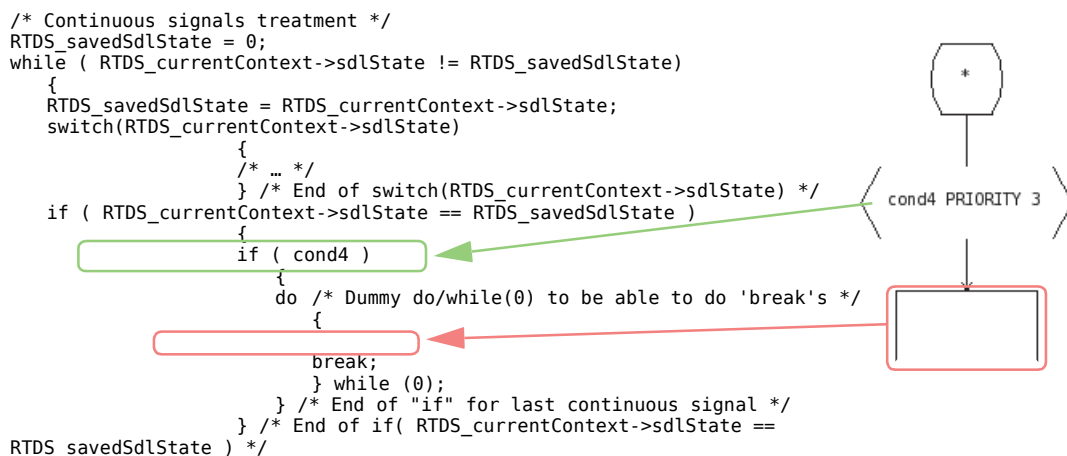 /* Continuous signals treatment */
RTDS_savedSdlState = 0;
while ( RTDS_currentContext->sdlState != RTDS_savedSdlState)
{
RTDS_savedSdlState = RTDS_currentContext->sdlState;
switch(RTDS_currentContext->sdlState)
{
/* … */
} /* End of switch(RTDS_currentContext->sdlState) */
if ( RTDS_currentContext->sdlState == RTDS_savedSdlState )
{
if ( cond4 )
{
do /* Dummy do/while(0) to be able to do 'break's */
{
break;
} while (0);
} /* End of "if" for last continuous signal */
} /* End of if( RTDS_currentContext->sdlState ==
RTDS_savedSdlState ) */
*
cond4 PRIORITY 3